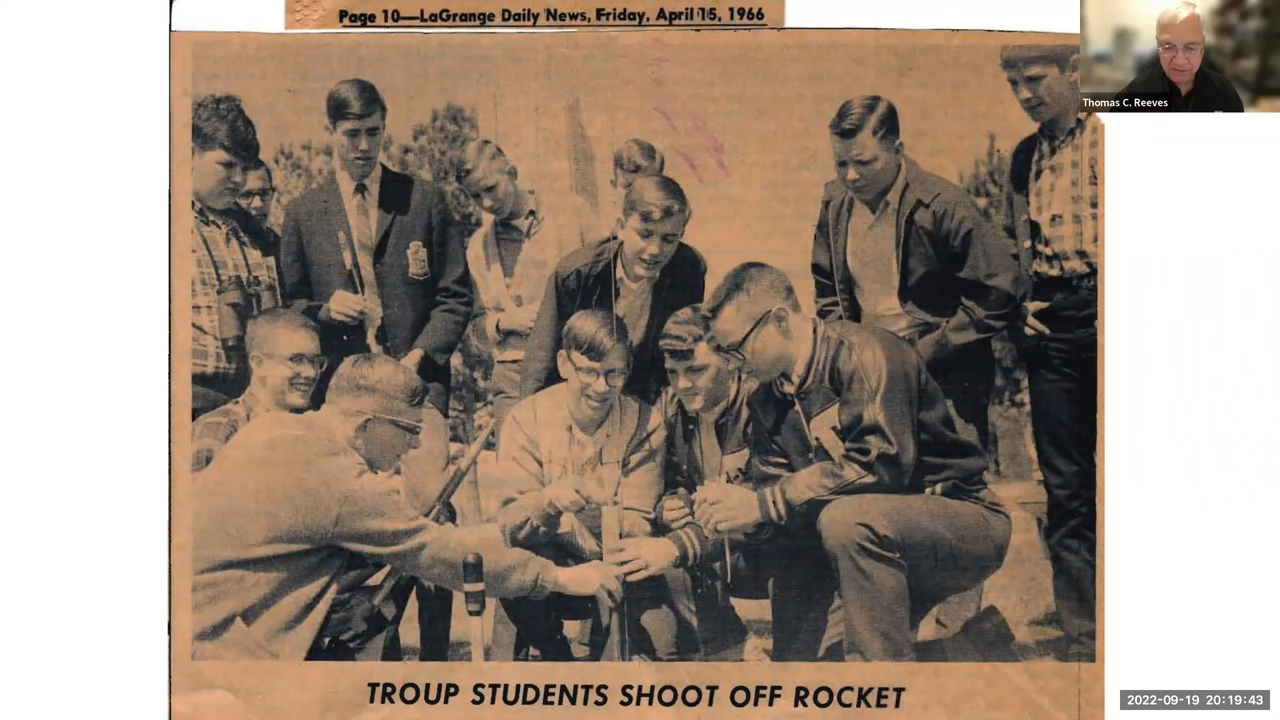 Page 10—LaGrange Daily News, Friday, April 15, 1966
Thomas C. Reeves
TROUP STUDENTS SHOOT OFF ROCKET
2022-09-19 20:19:43